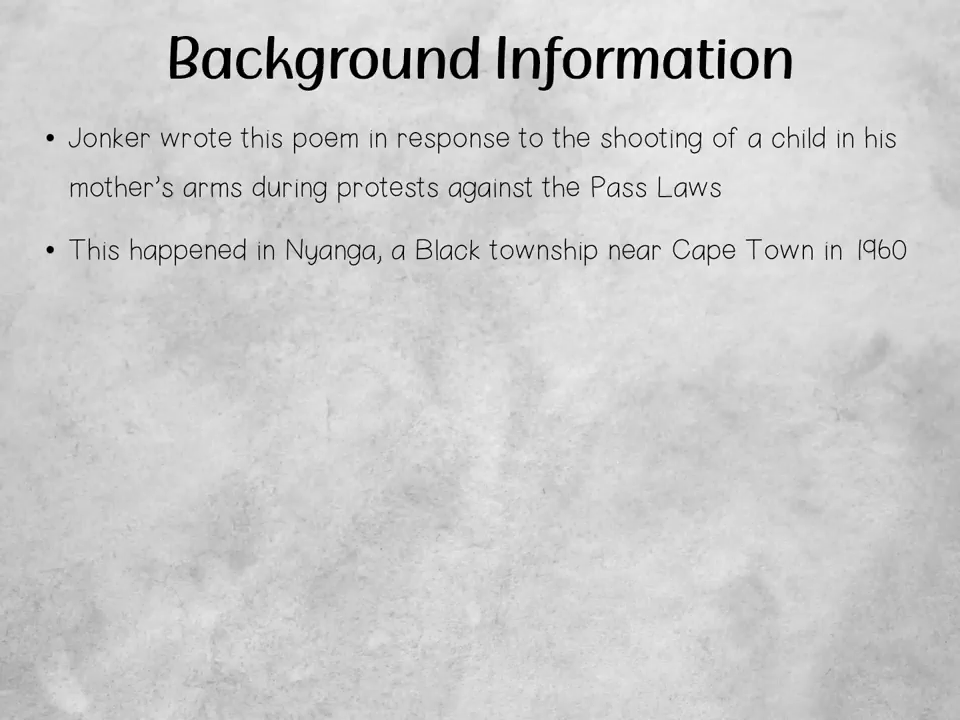 Background Information
• Jonker wrote this poem in response to the shooting of a child in his
mother’s arms during protests against the Pass Laws
• This happened in Nyanga, a Black township near Cape Town in 1960